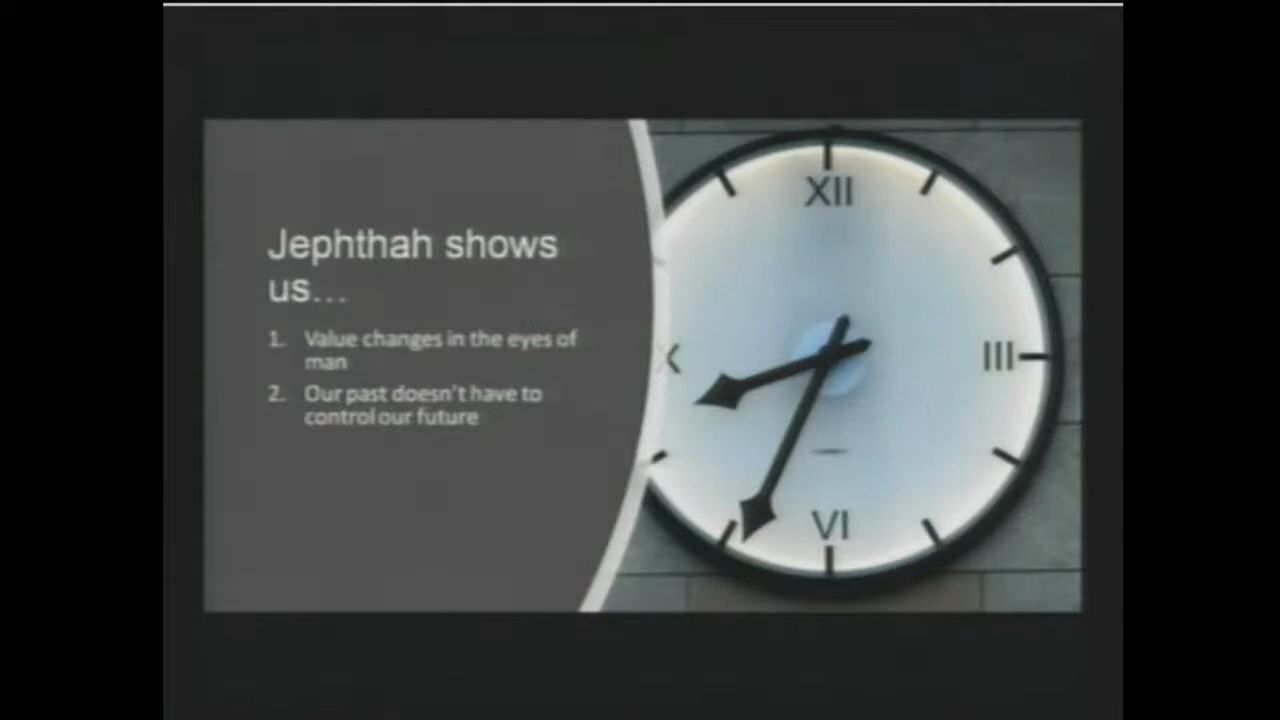 Jephthah shows
us...
1. Value changes in the eyes of
man
2. Our past doesn't have to
control our future
XII
III
VI
X